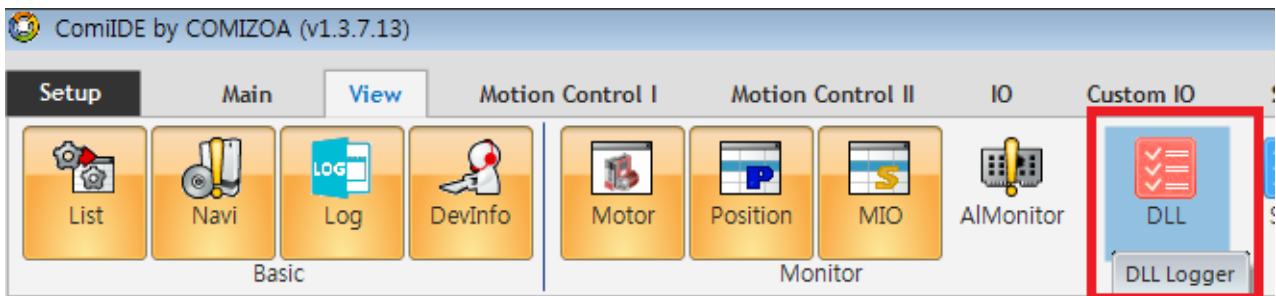 ComiIDE by COMIZOA (v1.3.7.13)
Setup Main View Motion Control I Motion Control II IO Custom IO
LOG P S
List Navi Log DevInfo Motor Position MIO AlMonitor DLL
Basic Monitor DLL Logger